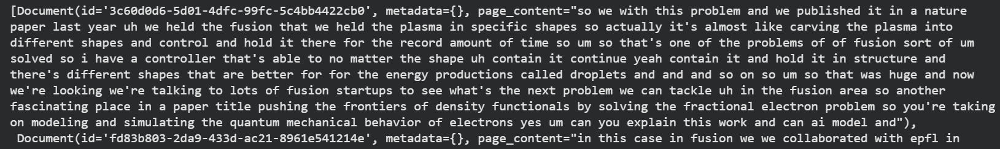 [Document(id='3c60d0d6-5d01-4dfc-99fc-5c4bb4422cb0', metadata={}, page_content="so we with this problem and we published it in a nature
paper last year uh we held the fusion that we held the plasma in specific shapes so actually it's almost like carving the plasma into
different shapes and control and hold it there for the record amount of time so um so that's one of the problems of of fusion sort of um
solved so i have a controller that's able to no matter the shape uh contain it continue yeah contain it and hold it in structure and
there's different shapes that are better for for the energy productions called droplets and and and so on so um so that was huge and now
we're looking we're talking to lots of fusion startups to see what's the next problem we can tackle uh in the fusion area so another
fascinating place in a paper title pushing the frontiers of density functionals by solving the fractional electron problem so you're taking
on modeling and simulating the quantum mechanical behavior of electrons yes um can you explain this work and can ai model and"),
Document(id='fd83b803-2da9-433d-ac21-8961e541214e', metadata={}, page_content="in this case in fusion we we collaborated with epfl in